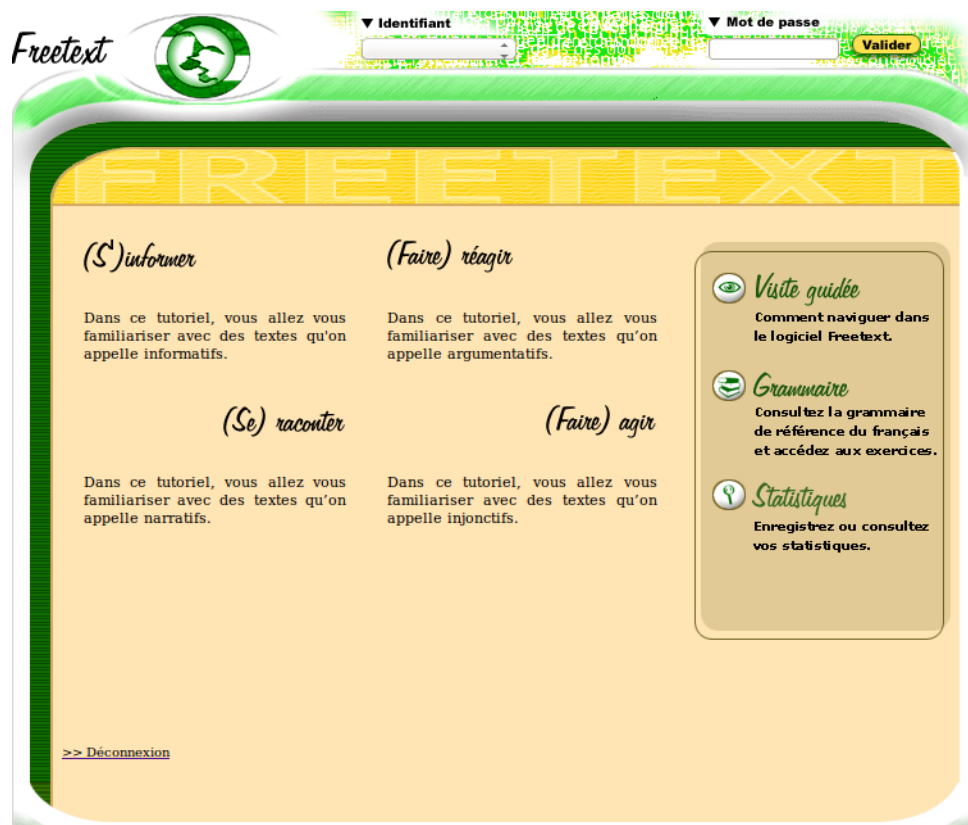 Freetext
▼ Identifiant
▼ Mot de passe
Valider
FREETEXT
(S')informer
Dans ce tutoriel, vous allez vous
familiariser avec des textes qu'on
appelle informatifs.
(Faire) réagir
Dans ce tutoriel, vous allez vous
familiariser avec des textes qu’on
appelle argumentatifs.
(Se) raconter
Dans ce tutoriel, vous allez vous
familiariser avec des textes qu’on
appelle narratifs.
(Faire) agir
Dans ce tutoriel, vous allez vous
familiariser avec des textes qu’on
appelle injonctifs.
Visite guidée
Comment naviguer dans
le logiciel Freetext.
Grammaire
Consultez la grammaire
de référence du français
et accédez aux exercices.
Statistiques
Enregistrez ou consultez
vos statistiques.
>> Déconnexion